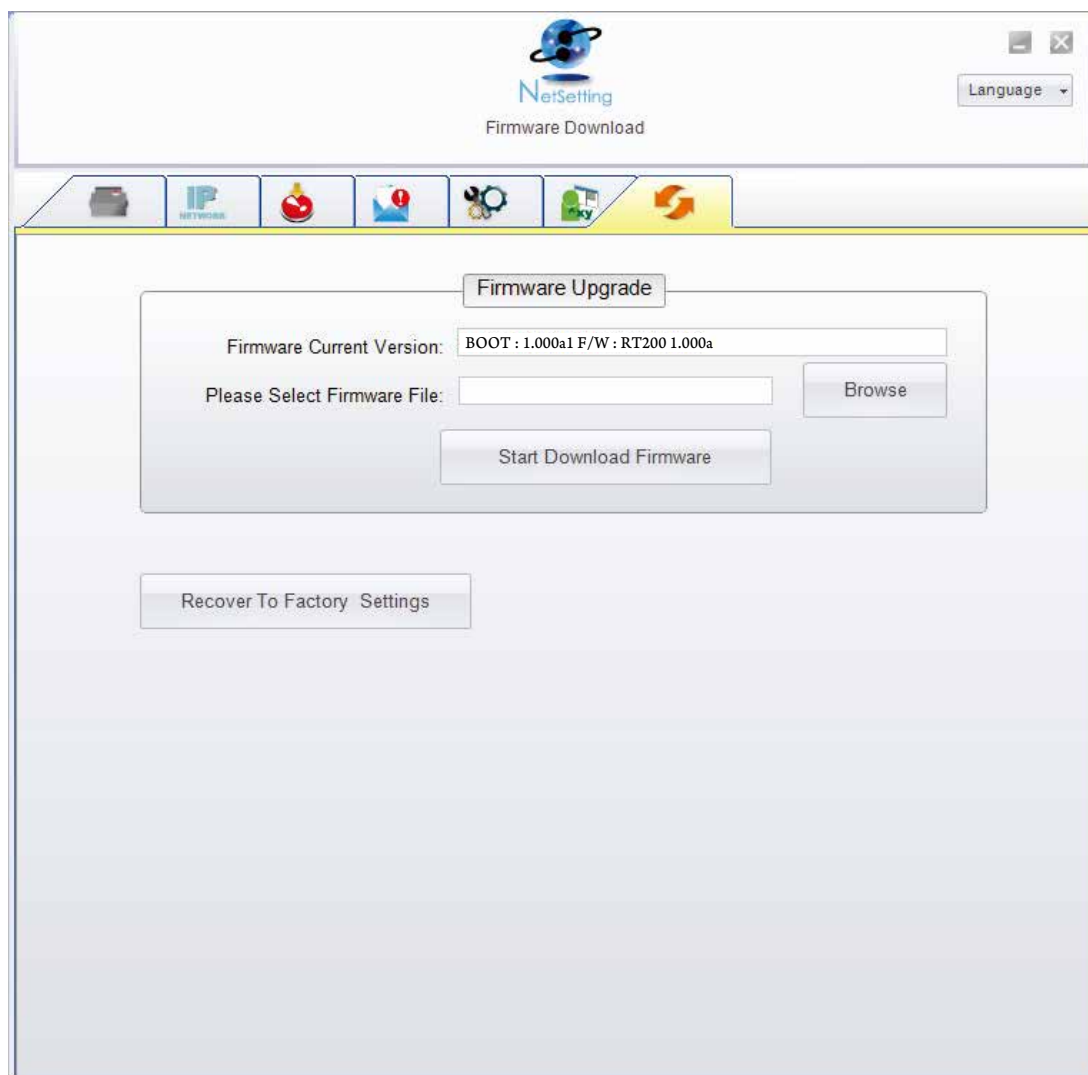 NetSetting
Language
Firmware Download
IP
NETWORK
Firmware Upgrade
Firmware Current Version: BOOT : 1.000a1 F/W : RT200 1.000a
Please Select Firmware File: Browse
Start Download Firmware
Recover To Factory Settings